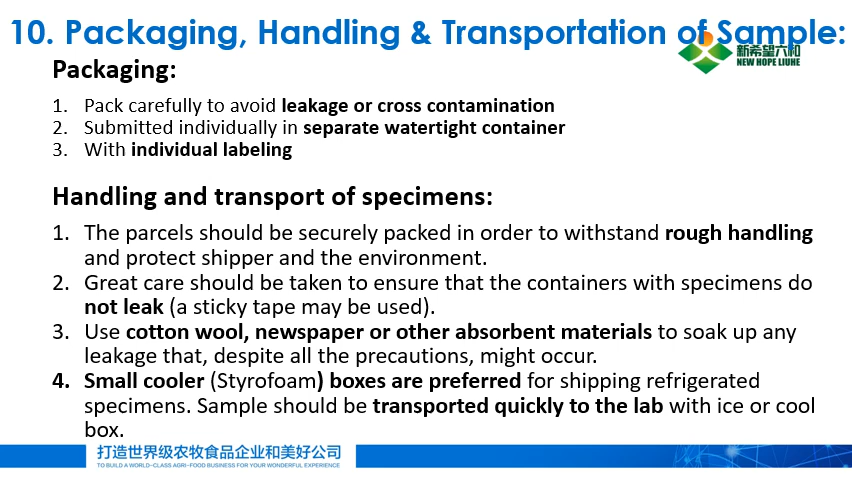 10. Packaging, Handling & Transportation of Sample:
新希望六和
NEW HOPE LIUHE
Packaging:
1. Pack carefully to avoid leakage or cross contamination
2. Submitted individually in separate watertight container
3. With individual labeling
Handling and transport of specimens:
1. The parcels should be securely packed in order to withstand rough handling
and protect shipper and the environment.
2. Great care should be taken to ensure that the containers with specimens do
not leak (a sticky tape may be used).
3. Use cotton wool, newspaper or other absorbent materials to soak up any
leakage that, despite all the precautions, might occur.
4. Small cooler (Styrofoam) boxes are preferred for shipping refrigerated
specimens. Sample should be transported quickly to the lab with ice or cool
box.
打造世界级农牧食品企业和美好公司
TO BUILD A WORLD-CLASS AGRI-FOOD BUSINESS FOR YOUR WONDERFUL EXPERIENCE